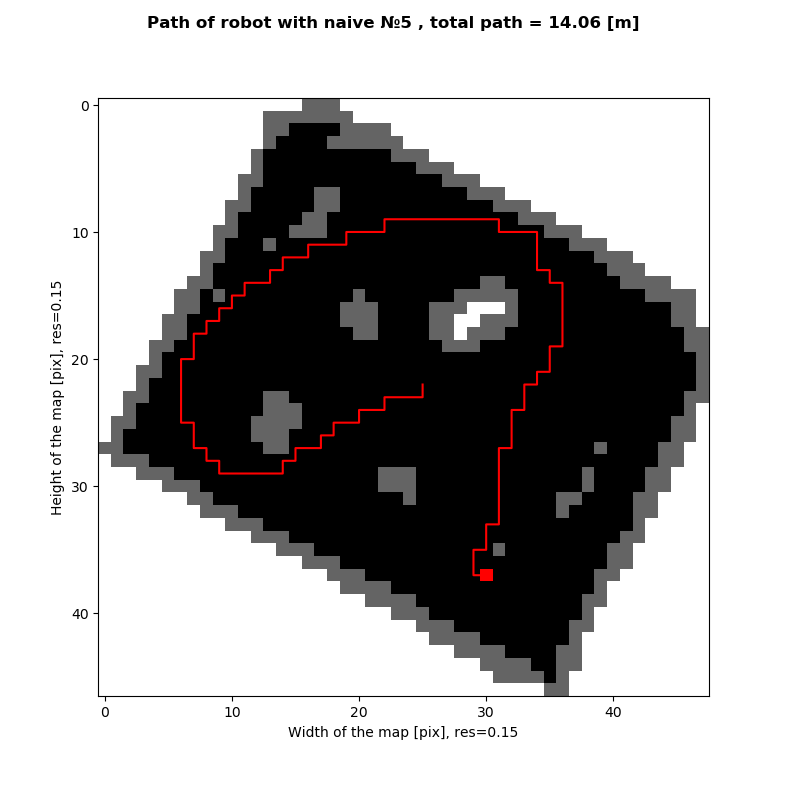 Path of robot with naive №5 , total path = 14.06 [m]
0
10
20
30
40
Height of the map [pix], res=0.15
0 10 20 30 40
Width of the map [pix], res=0.15